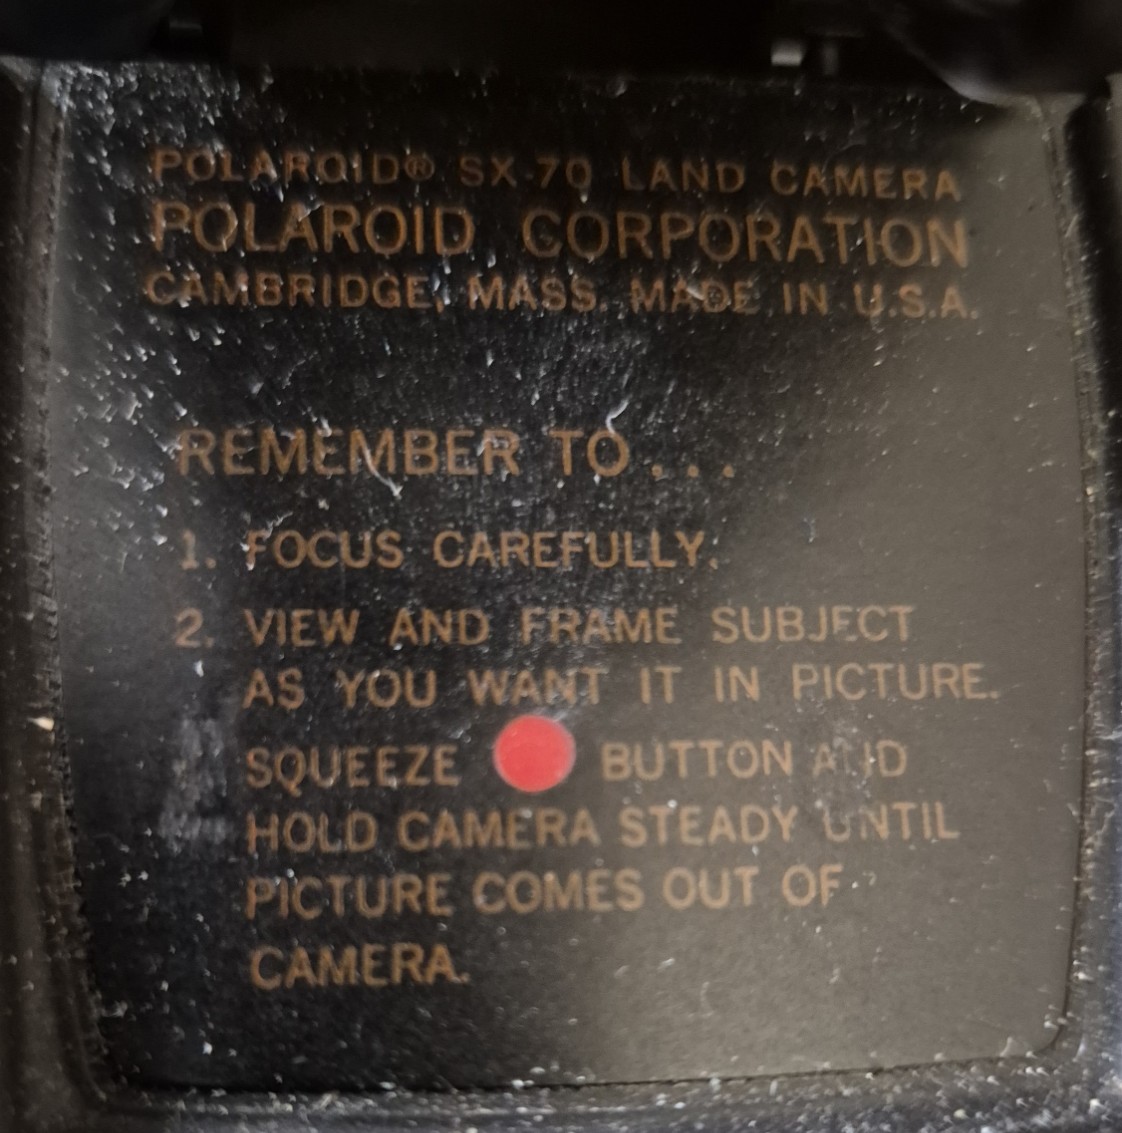 POLAROID® SX-70 LAND CAMERA
POLAROID CORPORATION
CAMBRIDGE, MASS. MADE IN U.S.A.
REMEMBER TO...
1. FOCUS CAREFULLY.
2. VIEW AND FRAME SUBJECT
AS YOU WANT IT IN PICTURE.
SQUEEZE BUTTON AND
HOLD CAMERA STEADY UNTIL
PICTURE COMES OUT OF
CAMERA.